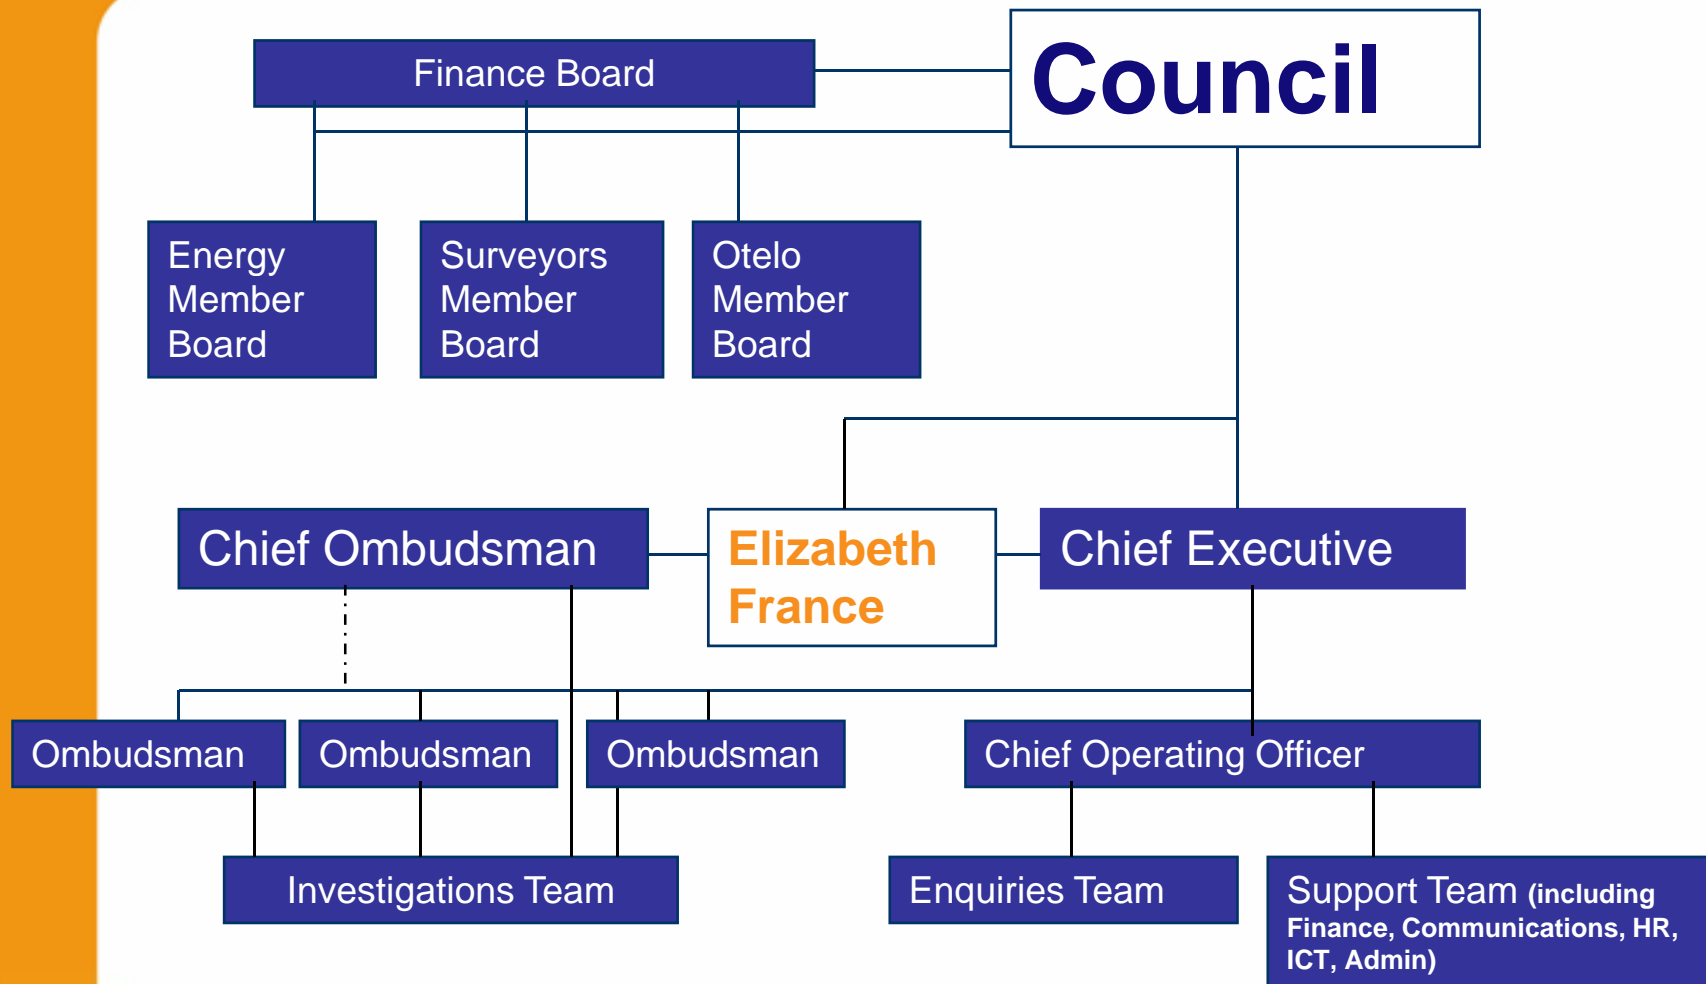 Finance Board
Council
Energy
Member
Board
Surveyors
Member
Board
Otelo
Member
Board
Chief Ombudsman
Elizabeth
France
Chief Executive
Ombudsman
Ombudsman
Ombudsman
Chief Operating Officer
Investigations Team
Enquiries Team
Support Team (including
Finance, Communications, HR,
ICT, Admin)